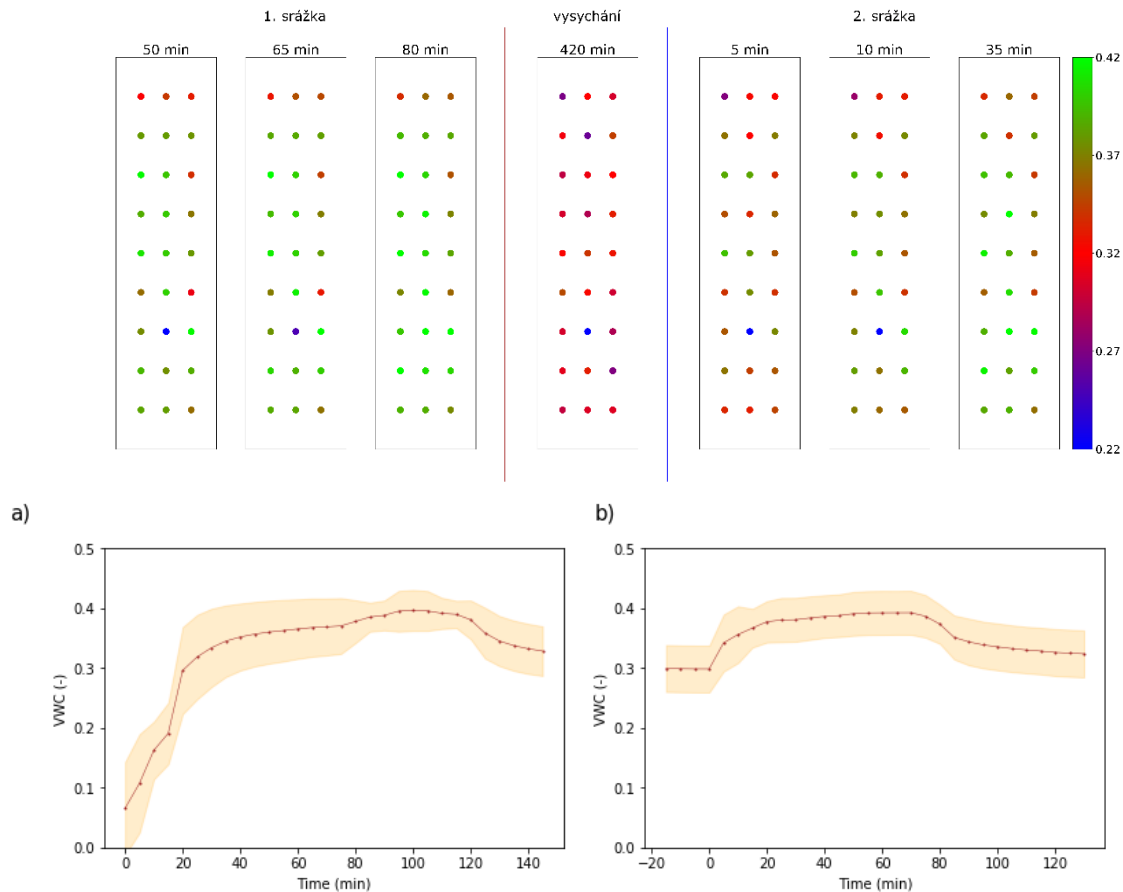 1. srážka vysychání 2. srážka
50 min 65 min 80 min 420 min 5 min 10 min 35 min
0.42
0.37
0.32
0.27
0.22
a) b)
0.5
0.4
0.3
0.2
0.1
0.0
VWC (-)
0 20 40 60 80 100 120 140
Time (min)
0.5
0.4
0.3
0.2
0.1
0.0
VWC (-)
−20 0 20 40 60 80 100 120
Time (min)